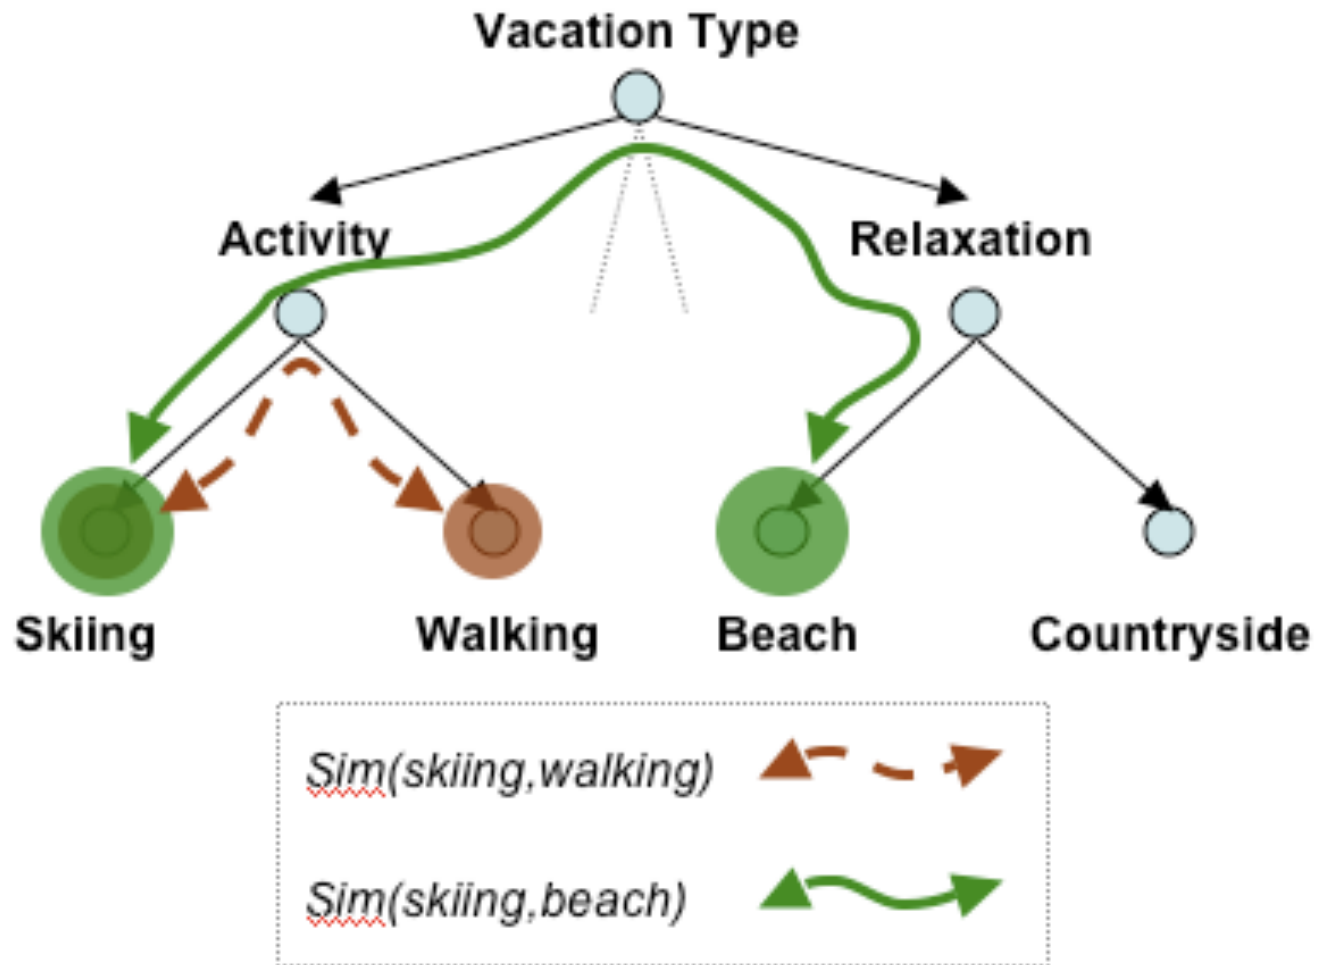 Vacation Type
Activity
Relaxation
Skiing
Walking
Beach
Countryside
Sim(skiing,walking)
Sim(skiing,beach)